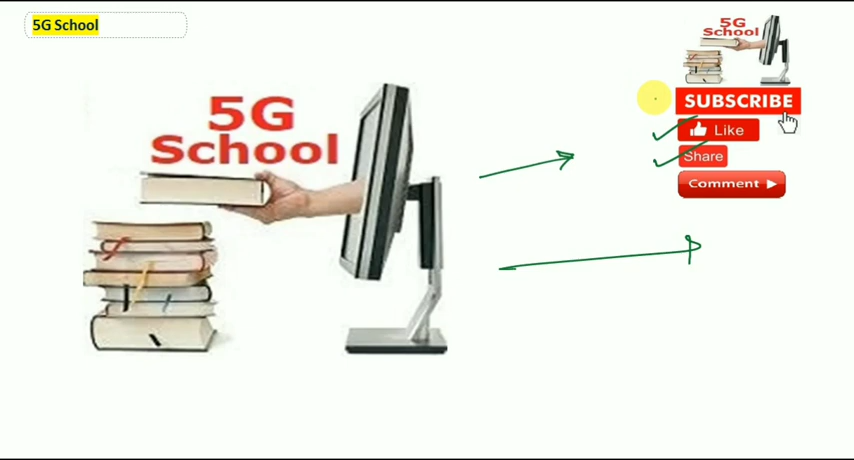 5G School
5G
School
5G
School
SUBSCRIBE
Like
Share
Comment